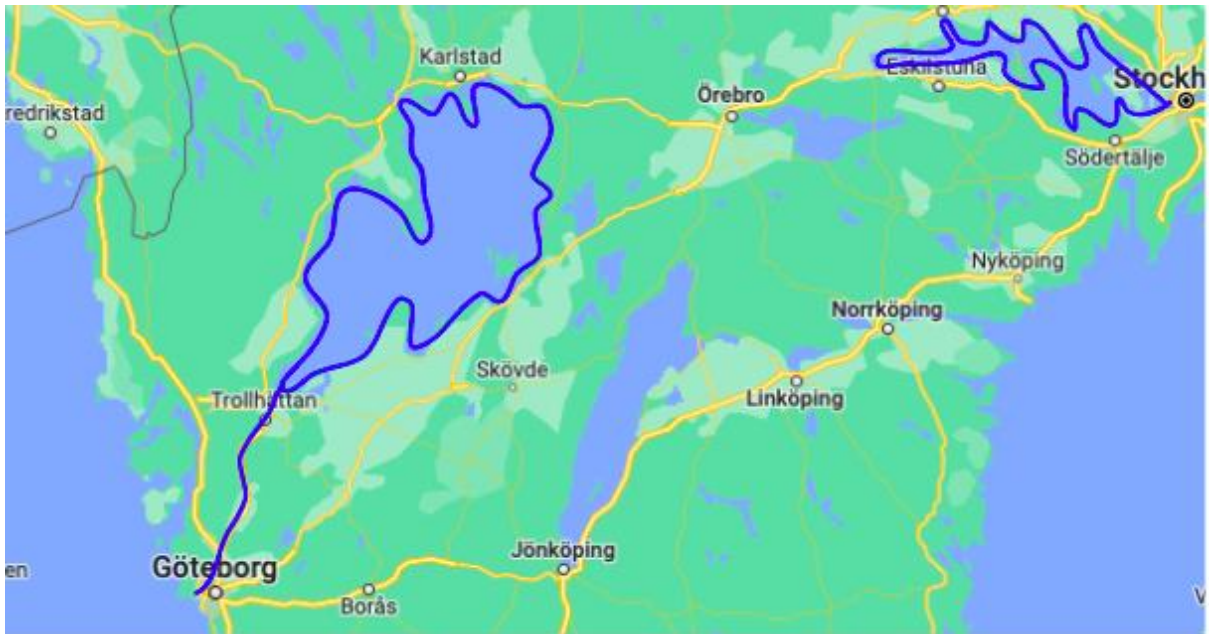 Karlstad
Eskilstuna
Stockh
Örebro
redrikstad
Södertälje
Nyköping
Norrköping
Skövde
Linköping
Trollhättan
Jönköping
Göteborg
en
Borås
V